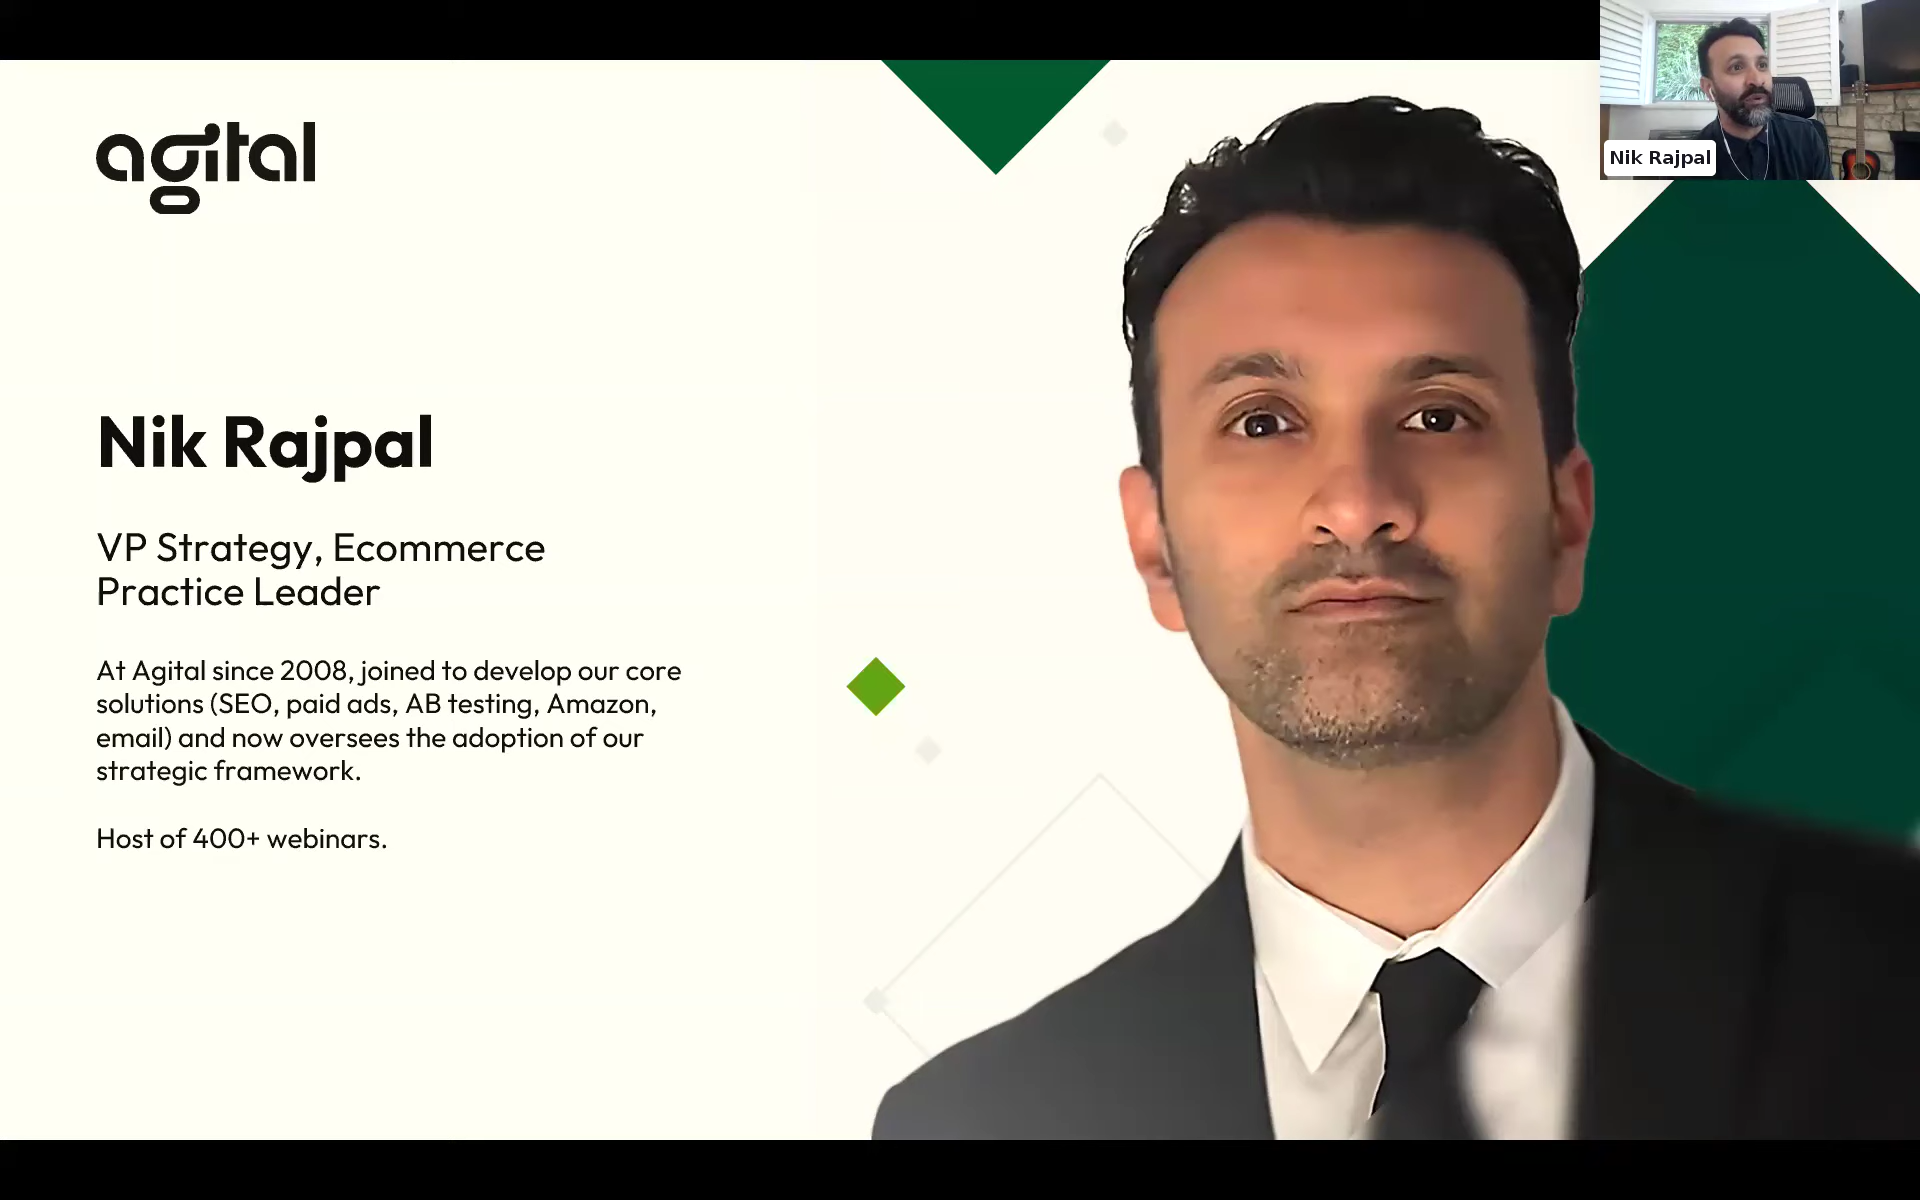 agital
Nik Rajpal
Nik Rajpal
VP Strategy, Ecommerce
Practice Leader
At Agital since 2008, joined to develop our core
solutions (SEO, paid ads, AB testing, Amazon,
email) and now oversees the adoption of our
strategic framework.
Host of 400+ webinars.